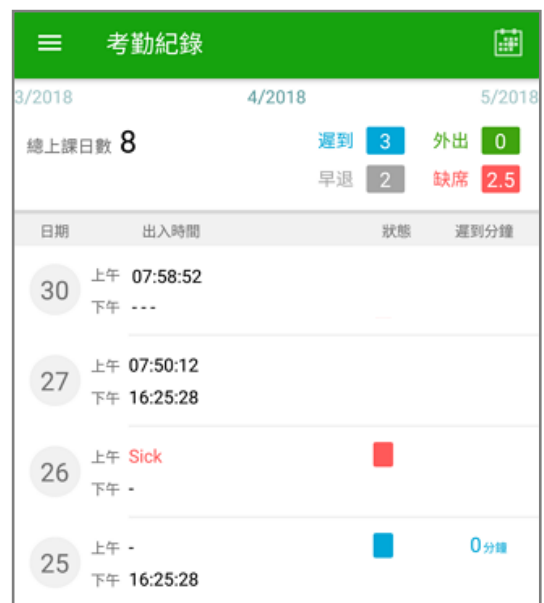 考勤紀錄
3/2018 4/2018 5/2018
總上課日數 8 遲到 3 外出 0
早退 2 缺席 2.5
日期 出入時間 狀態 遲到分鐘
30 上午 07:58:52
下午 ---
27 上午 07:50:12
下午 16:25:28
26 上午 Sick
下午 -
25 上午 - 0分鐘
下午 16:25:28